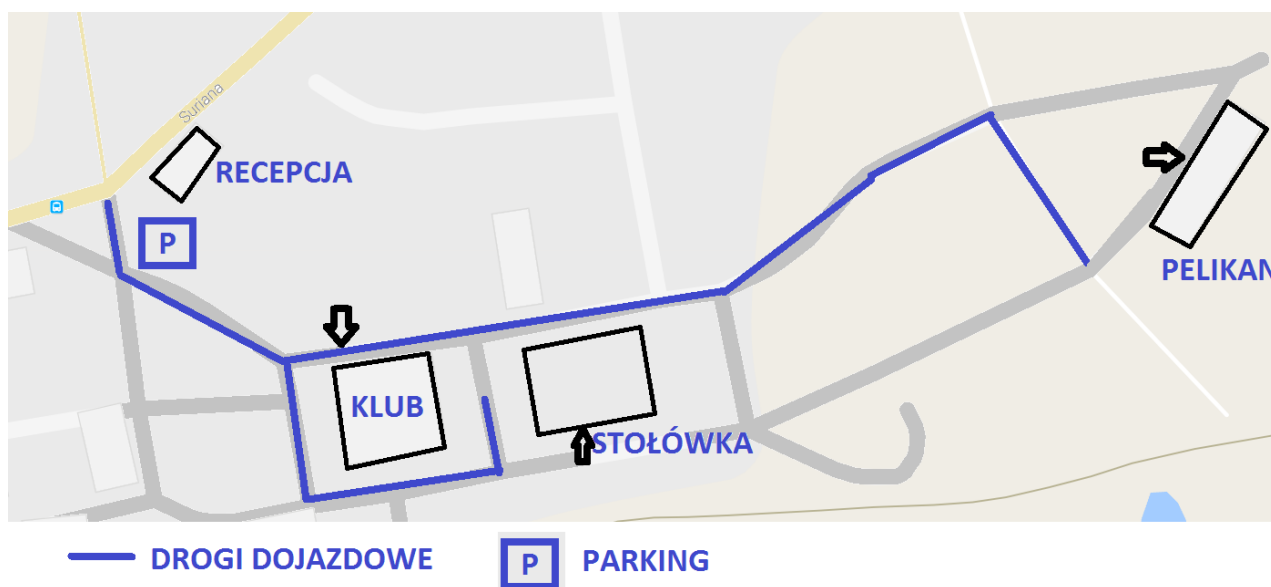 Suriana
RECEPCJA
P
PELIKAN
KLUB
STOŁÓWKA
DROGI DOJAZDOWE
P
PARKING